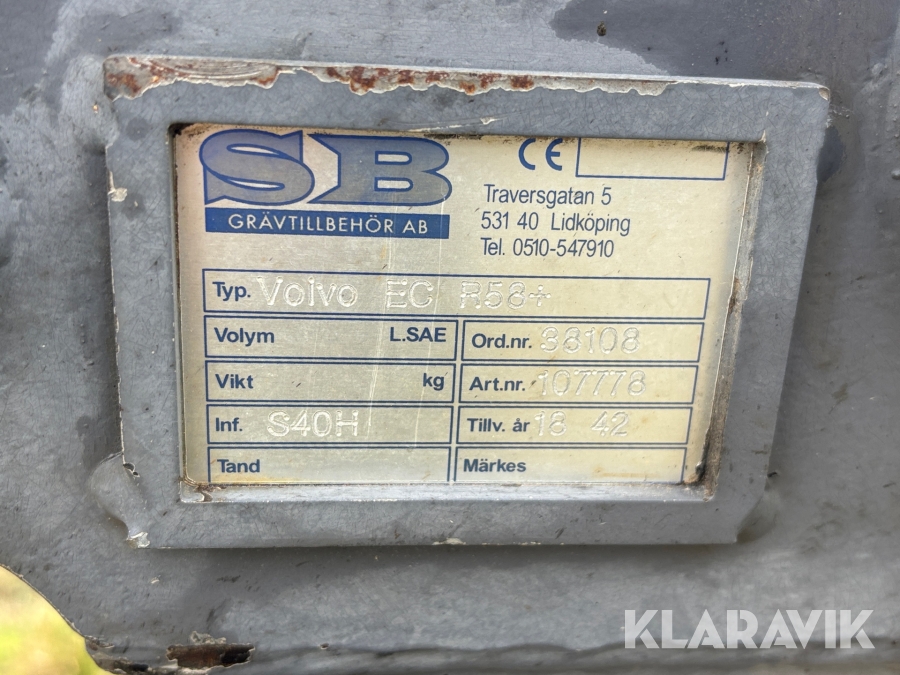 SB
GRÄVTILLBEHÖR AB
CE
Traversgatan 5
531 40 Lidköping
Tel. 0510-547910
Typ. Volvo EC R58+
Volym L.SAE Ord.nr. 38108
Vikt kg Art.nr. 107778
Inf. S40H Tillv. år 18 42
Tand Märkes
KLARAVIK